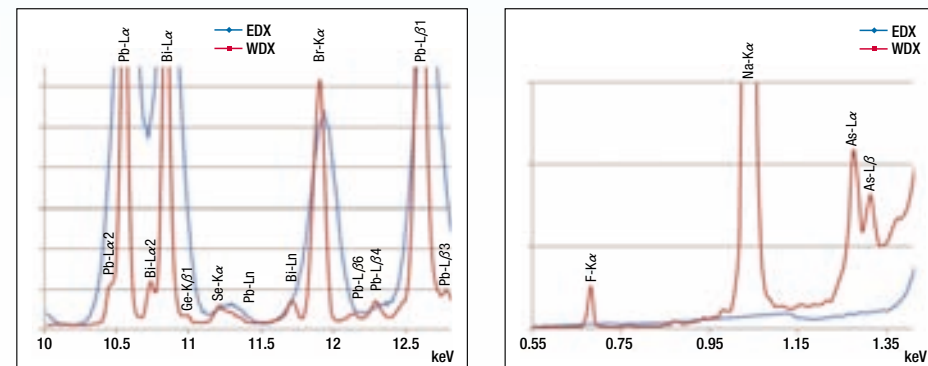 EDX
WDX
Pb-Lα
Bi-Lα
Br-Kα
Pb-Lβ1
Pb-Lα2
Bi-Lα2
Ge-Kβ1
Se-Kα
Pb-Ln
Bi-Ln
Pb-Lβ6
Pb-Lβ4
Pb-Lβ3
10 10.5 11 11.5 12 12.5
keV
EDX
WDX
Na-Kα
As-Lα
As-Lβ
F-Kα
0.55 0.75 0.95 1.15 1.35
keV